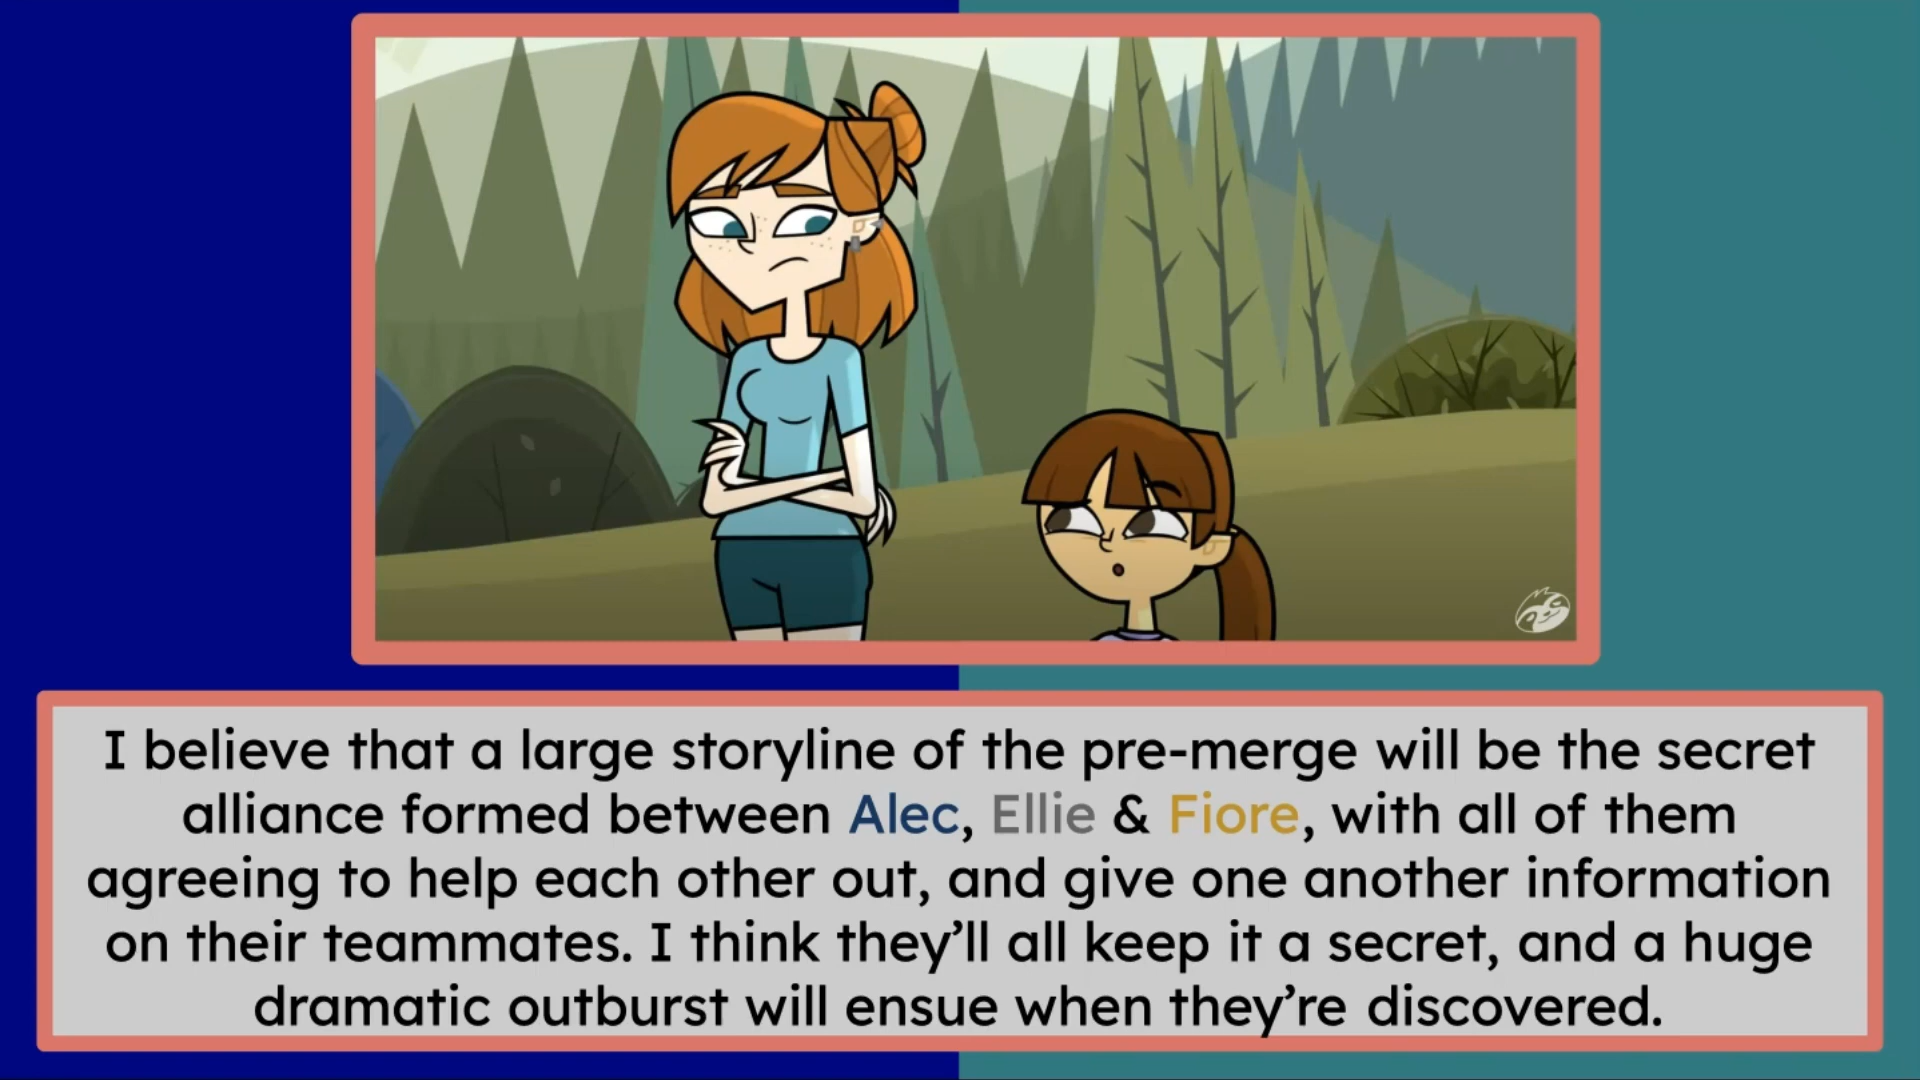 I believe that a large storyline of the pre-merge will be the secret
alliance formed between Alec, Ellie & Fiore, with all of them
agreeing to help each other out, and give one another information
on their teammates. I think they’ll all keep it a secret, and a huge
dramatic outburst will ensue when they’re discovered.